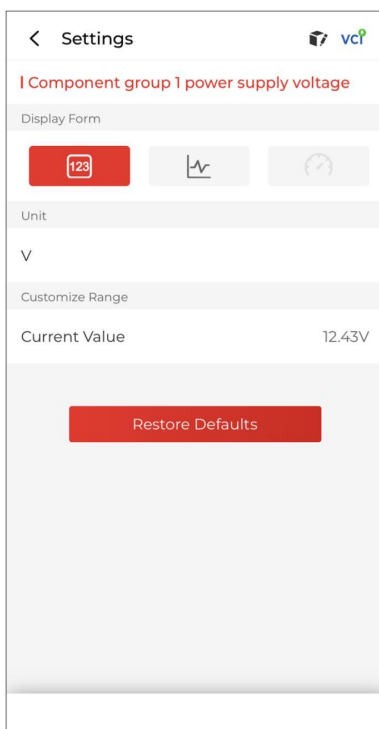 Settings
vci
Component group 1 power supply voltage
Display Form
123
Unit
V
Customize Range
Current Value 12.43V
Restore Defaults